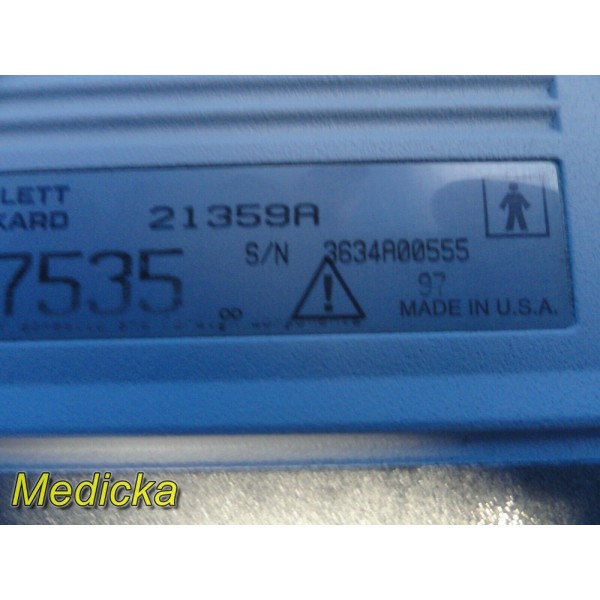 LETT
KARD 21359A
S/N 3634A00555
7535 ∞
97
MADE IN U.S.A.
Medicka